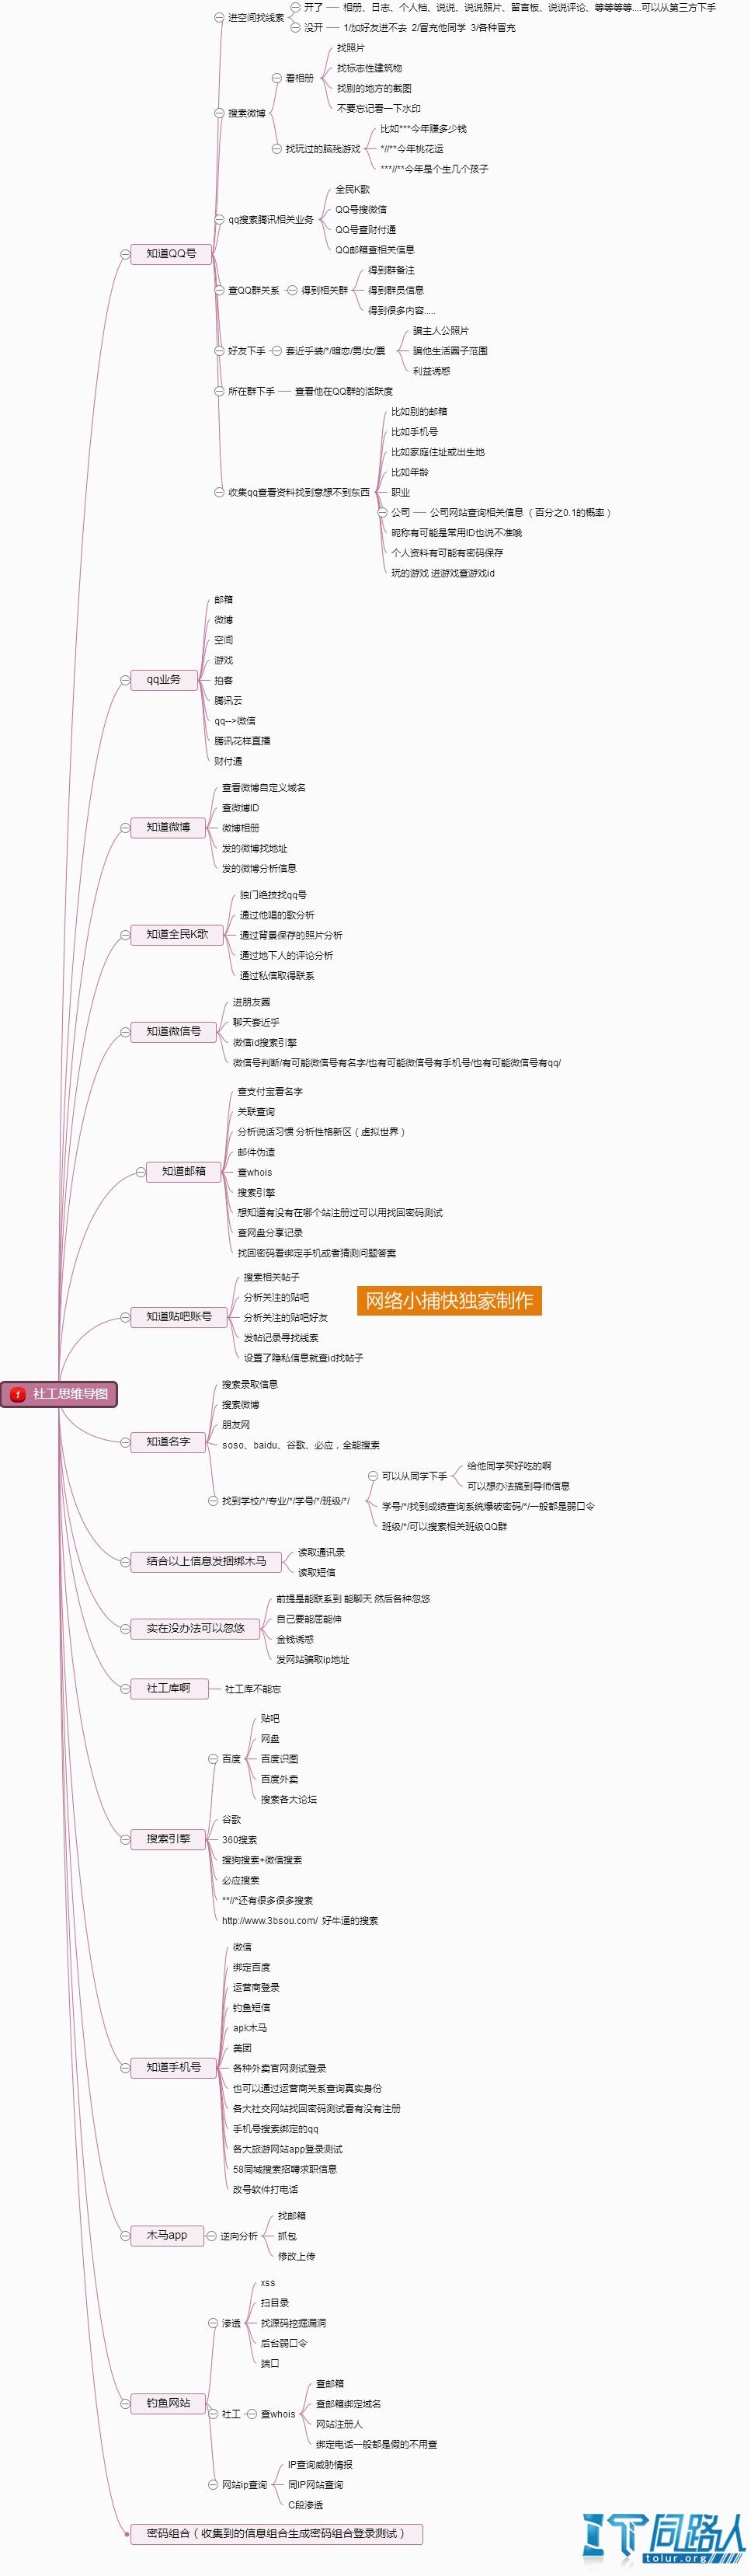 进空间找线索
开了
相册、日志、个人档、说说、说说照片、留言板、说说评论、等等等等....可以从第三方下手
没开
1/加好友进不去 2/冒充他同学 3/各种冒充
搜素微博
看相册
找照片
找标志性建筑物
找别的地方的截图
不要忘记看一下水印
找玩过的脑残游戏
比如***今年赚多少钱
*//**今年桃花运
***//**今年是个生几个孩子
知道QQ号
qq搜素腾讯相关业务
全民K歌
QQ号搜微信
QQ号查财付通
QQ邮箱查相关信息
查QQ群关系
得到相关群
得到群备注
得到群员信息
得到很多内容.....
好友下手
套近乎装/*/暗恋/男/女/票
骗主人公照片
骗他生活圈子范围
利益诱惑
所在群下手
查看他在QQ群的活跃度
收集qq查看资料找到意想不到东西
比如别的邮箱
比如手机号
比如家庭住址或出生地
比如年龄
职业
公司
公司网站查询相关信息 （百分之0.1的概率）
昵称有可能是常用ID也说不准哦
个人资料有可能有密码保存
玩的游戏 进游戏查游戏id
qq业务
邮箱
微博
空间
游戏
拍客
腾讯云
qq-->微信
腾讯花样直播
财付通
知道微博
查看微博自定义域名
查微博ID
微博相册
发的微博找地址
发的微博分析信息
知道全民K歌
独门绝技找qq号
通过他唱的歌分析
通过背景保存的照片分析
通过地下人的评论分析
通过私信取得联系
知道微信号
进朋友圈
聊天套近乎
微信id搜索引擎
微信号判断/有可能微信号有名字/也有可能微信号有手机号/也有可能微信号有qq/
知道邮箱
查支付宝看名字
关联查询
分析说话习惯 分析性格新区（虚拟世界）
邮件伪造
查whois
搜索引擎
想知道有没有在哪个站注册过可以用找回密码测试
查网盘分享记录
找回密码看绑定手机或者猜测问题答案
网络小捕快独家制作
知道贴吧账号
搜素相关帖子
分析关注的贴吧
分析关注的贴吧好友
发帖记录寻找线索
设置了隐私信息就查id找帖子
社工思维导图
知道名字
搜索录取信息
搜索微博
朋友网
soso、baidu、谷歌、必应，全能搜素
找到学校/*/专业/*/学号/*/班级/*/
可以从同学下手
给他同学买好吃的啊
可以想办法搞到导师信息
学号/*/找到成绩查询系统爆破密码/*/一般都是弱口令
班级/*/可以搜索相关班级QQ群
结合以上信息发捆绑木马
读取通讯录
读取短信
实在没办法可以忽悠
前提是能联系到 能聊天 然后各种忽悠
自己要能屈能伸
金钱诱惑
发网站骗取ip地址
社工库啊
社工库不能忘
搜索引擎
百度
贴吧
网盘
百度识图
百度外卖
搜索各大论坛
谷歌
360搜索
搜狗搜索+微信搜索
必应搜素
**//*还有很多很多搜索
http://www.3bsou.com/ 好牛逼的搜索
知道手机号
微信
绑定百度
运营商登录
钓鱼短信
apk木马
美团
各种外卖官网测试登录
也可以通过运营商关系查询真实身份
各大社交网站找回密码测试看有没有注册
手机号搜索绑定的qq
各大旅游网站app登录测试
58同城搜索招聘求职信息
改号软件打电话
木马app
逆向分析
找邮箱
抓包
修改上传
钓鱼网站
渗透
xss
扫目录
找源码挖掘漏洞
后台弱口令
端口
社工
查whois
查邮箱
查邮箱绑定域名
网站注册人
绑定电话一般都是假的不用查
网站ip查询
IP查询威胁情报
同IP网站查询
C段渗透
密码组合（收集到的信息组合生成密码组合登录测试）
IT同路人
tolur.org